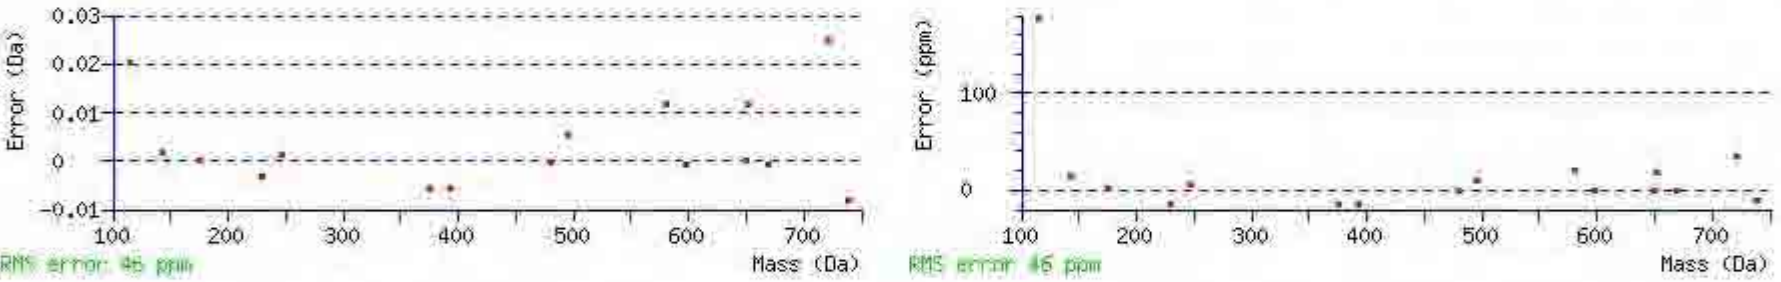 0.03
0.02
0.01
0
-0.01
Error (Da)
100 200 300 400 500 600 700
RMS error 46 ppm
Mass (Da)
100
0
Error (ppm)
100 200 300 400 500 600 700
RMS error 46 ppm
Mass (Da)